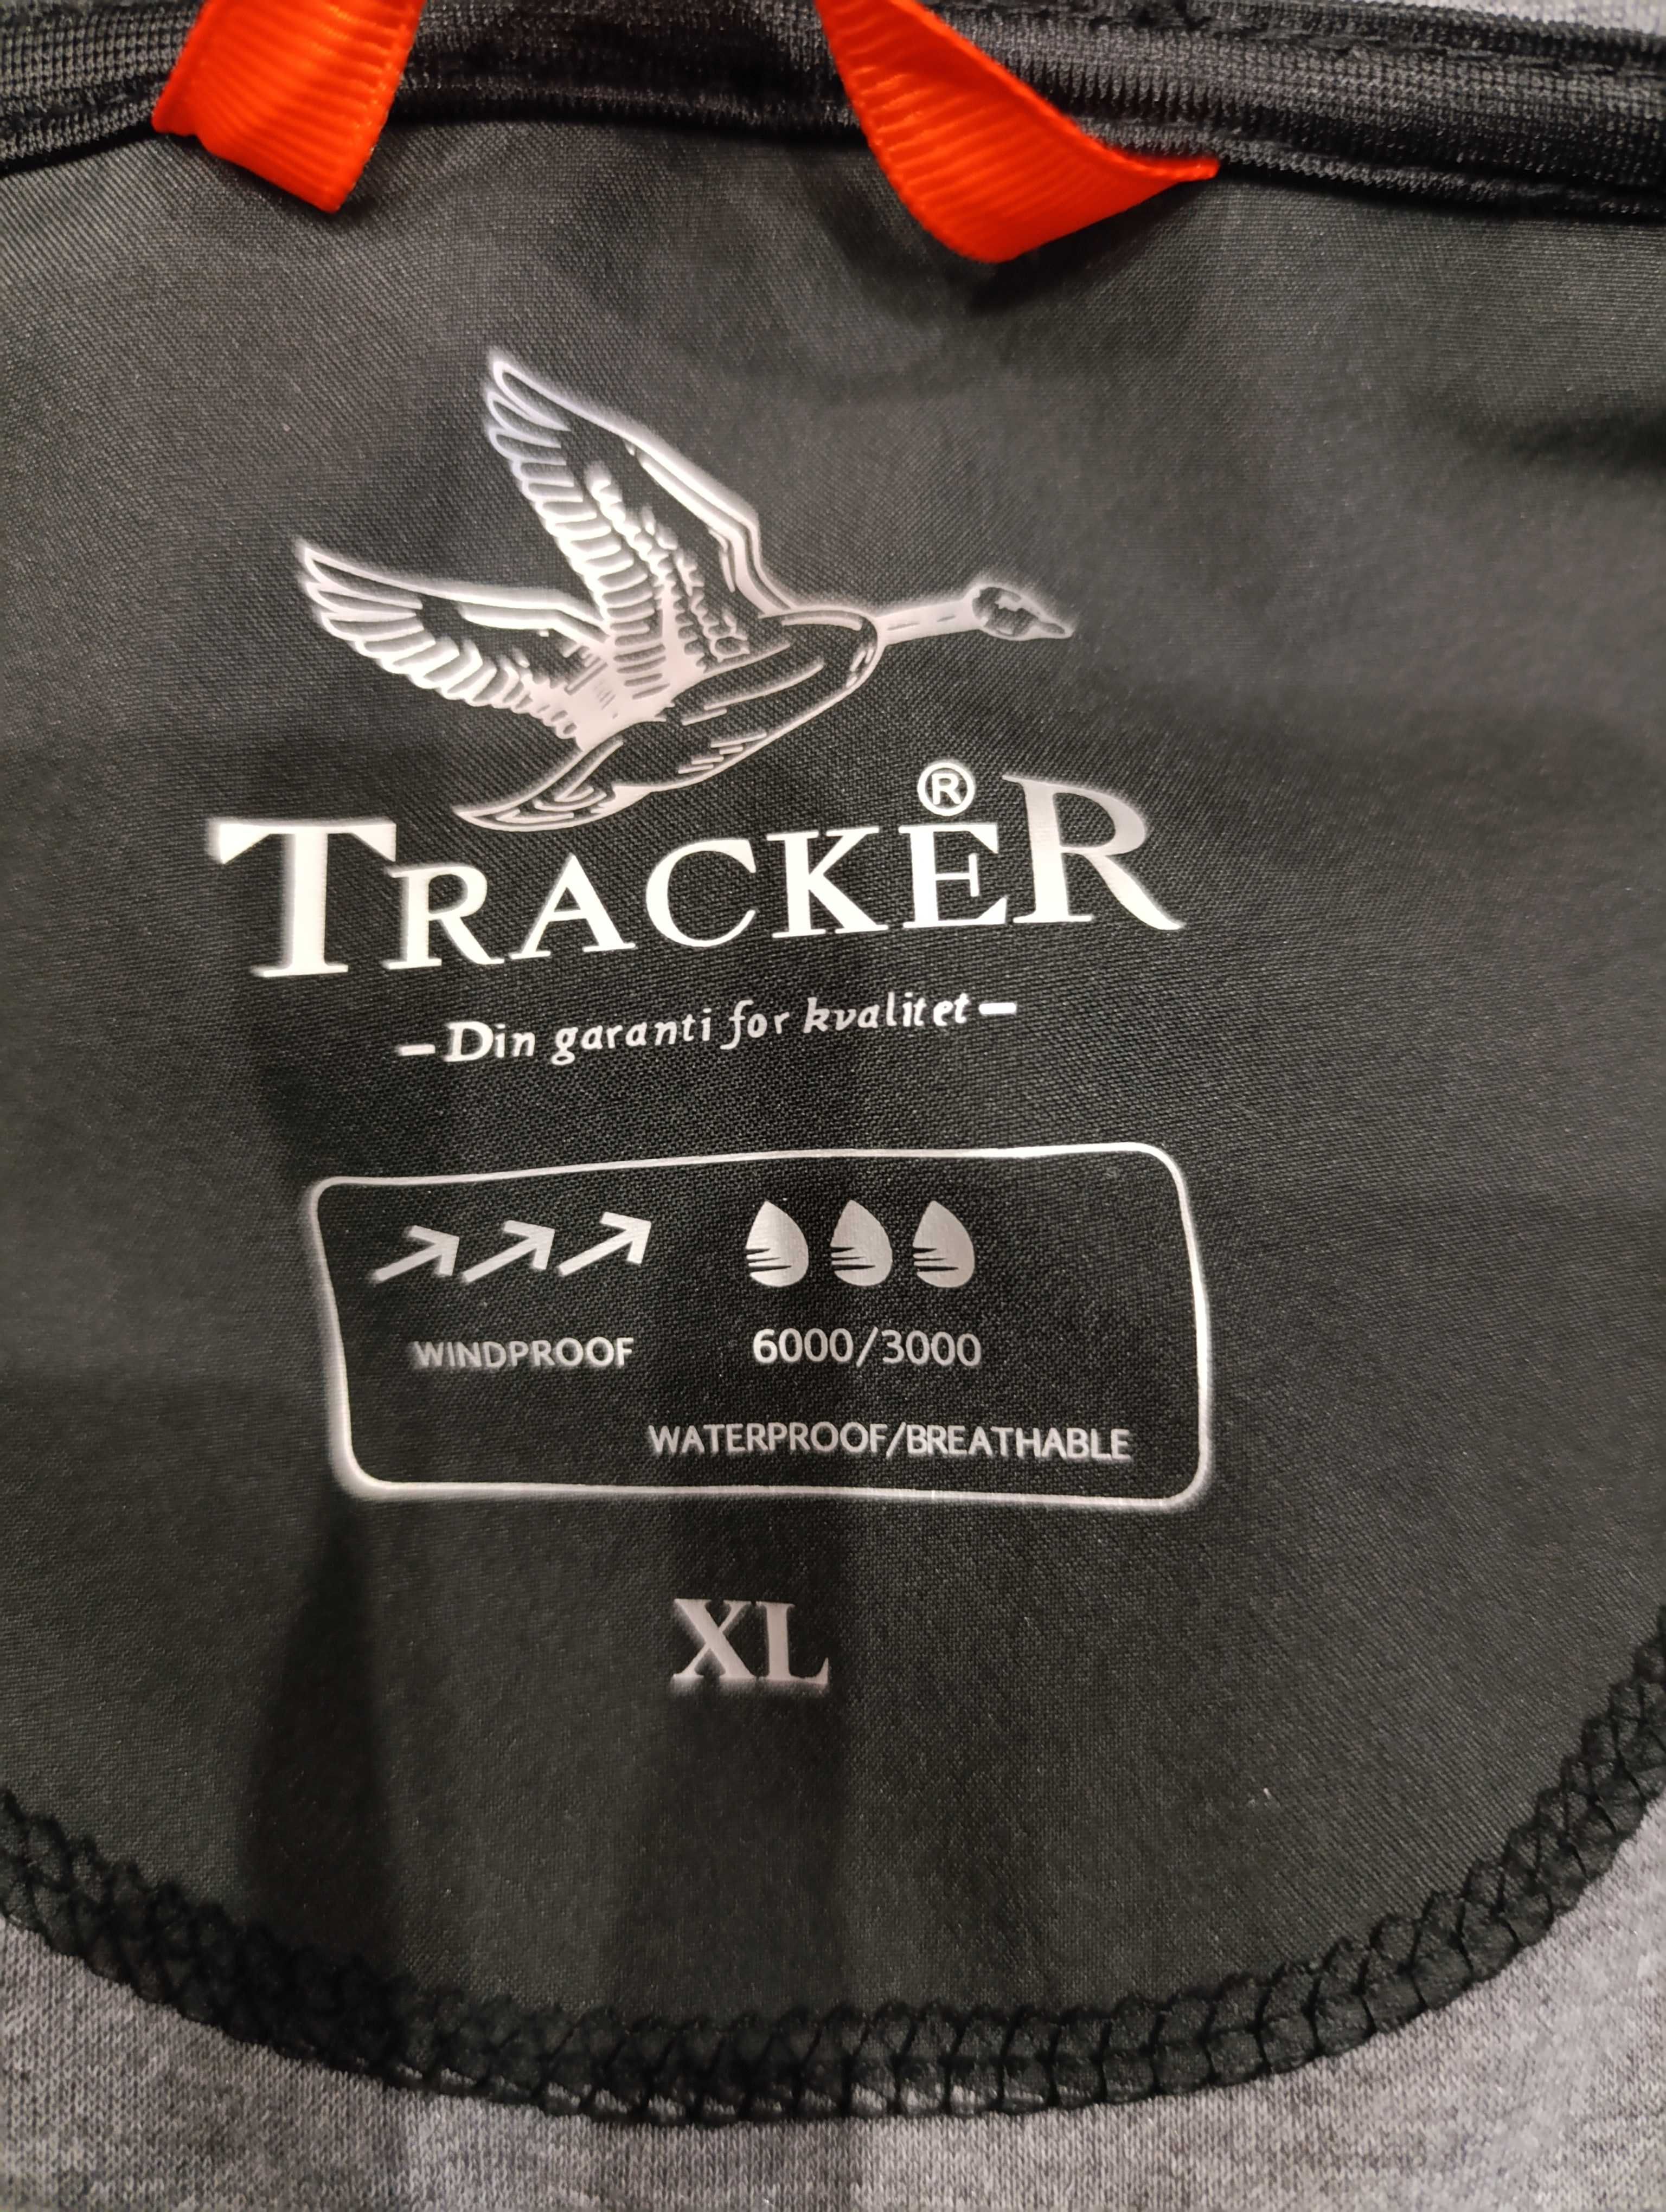 TRACKER®
-Din garanti for kvalitet-
WINDPROOF 6000/3000
WATERPROOF/BREATHABLE
XL